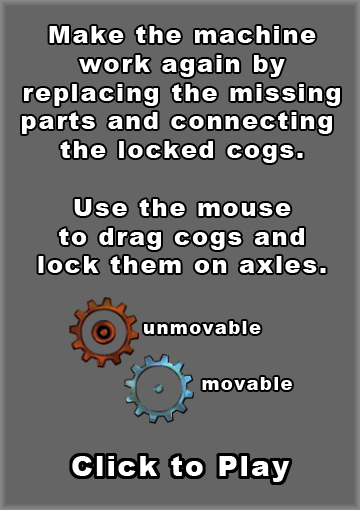 Make the machine
work again by
replacing the missing
parts and connecting
the locked cogs.
Use the mouse
to drag cogs and
lock them on axles.
unmovable
movable
Click to Play